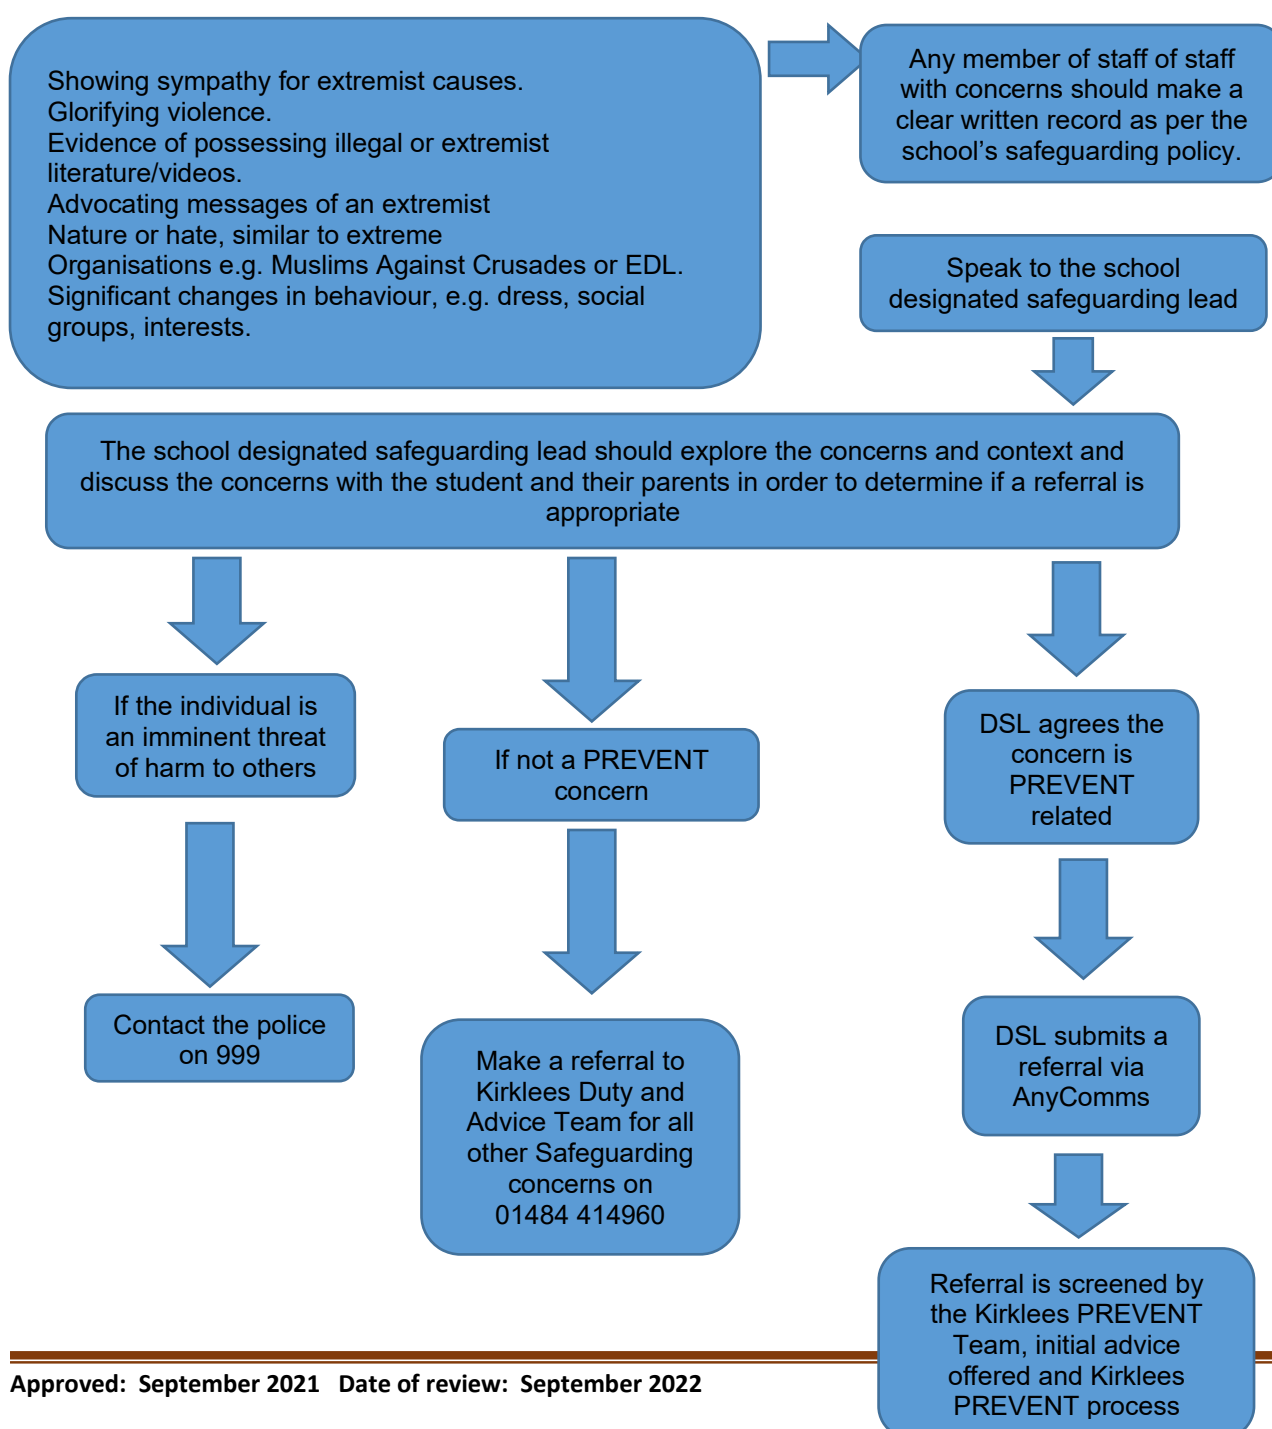 Showing sympathy for extremist causes.
Glorifying violence.
Evidence of possessing illegal or extremist
literature/videos.
Advocating messages of an extremist
Nature or hate, similar to extreme
Organisations e.g. Muslims Against Crusades or EDL.
Significant changes in behaviour, e.g. dress, social
groups, interests.
Any member of staff of staff
with concerns should make a
clear written record as per the
school’s safeguarding policy.
Speak to the school
designated safeguarding lead
The school designated safeguarding lead should explore the concerns and context and
discuss the concerns with the student and their parents in order to determine if a referral is
appropriate
If the individual is
an imminent threat
of harm to others
Contact the police
on 999
If not a PREVENT
concern
Make a referral to
Kirklees Duty and
Advice Team for all
other Safeguarding
concerns on
01484 414960
DSL agrees the
concern is
PREVENT
related
DSL submits a
referral via
AnyComms
Referral is screened by
the Kirklees PREVENT
Team, initial advice
offered and Kirklees
PREVENT process
Approved: September 2021 Date of review: September 2022